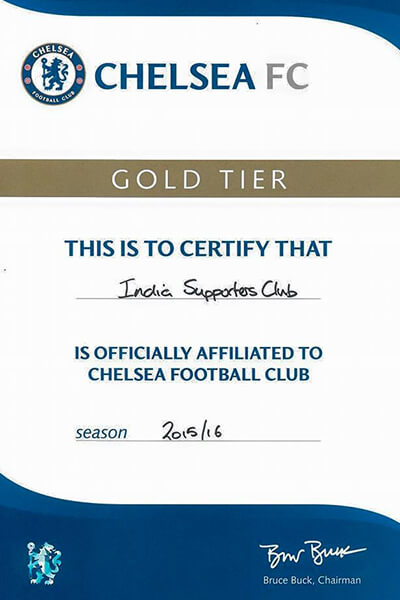 CHELSEA
FOOTBALL CLUB
CHELSEA FC
GOLD TIER
THIS IS TO CERTIFY THAT
India Supporters Club
IS OFFICIALLY AFFILIATED TO
CHELSEA FOOTBALL CLUB
season 2015/16
Bruce Buck
Bruce Buck, Chairman